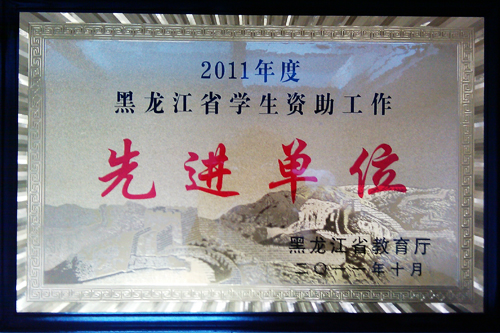 2011年度
黑龙江省学生资助工作
先进单位
黑龙江省教育厅
二〇一一年十月